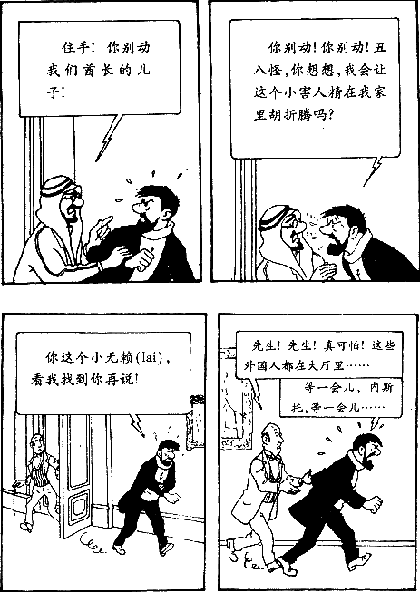 住手! 你别动
我们酋长的儿
子!
你别动! 你别动! 丑
八怪,你想想,我会让
这个小害人精在我家
里胡折腾吗?
你这个小无赖(lai),
看我找到你再说!
先生! 先生! 真可怕! 这些
外国人都在大厅里……
等一会儿, 内斯
托,等一会儿……